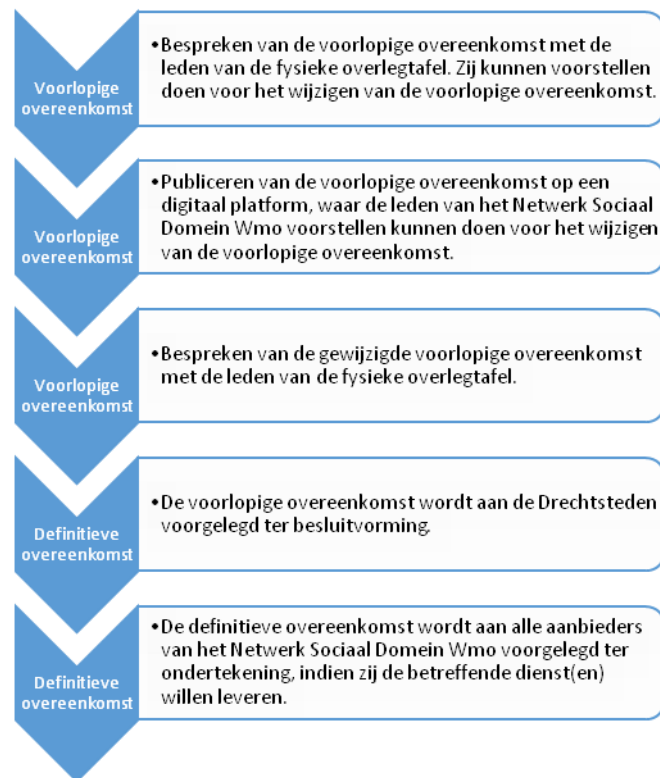 Voorlopige
overeenkomst
•Bespreken van de voorlopige overeenkomst met de
leden van de fysieke overlegtafel. Zij kunnen voorstellen
doen voor het wijzigen van de voorlopige overeenkomst.
Voorlopige
overeenkomst
•Publiceren van de voorlopige overeenkomst op een
digitaal platform, waar de leden van het Netwerk Sociaal
Domein Wmo voorstellen kunnen doen voor het wijzigen
van de voorlopige overeenkomst.
Voorlopige
overeenkomst
•Bespreken van de gewijzigde voorlopige overeenkomst
met de leden van de fysieke overlegtafel.
Definitieve
overeenkomst
•De voorlopige overeenkomst wordt aan de Drechtsteden
voorgelegd ter besluitvorming.
Definitieve
overeenkomst
•De definitieve overeenkomst wordt aan alle aanbieders
van het Netwerk Sociaal Domein Wmo voorgelegd ter
ondertekening, indien zij de betreffende dienst(en)
willen leveren.